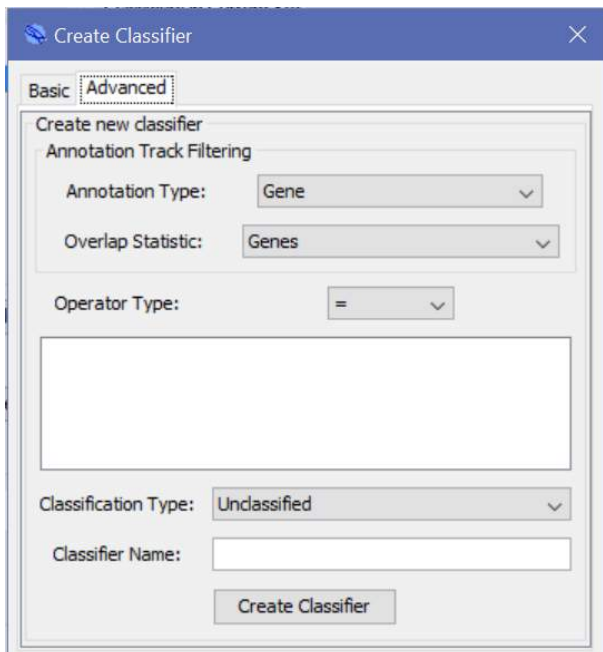 Create Classifier
Basic Advanced
Create new classifier
Annotation Track Filtering
Annotation Type: Gene
Overlap Statistic: Genes
Operator Type: =
Classification Type: Unclassified
Classifier Name:
Create Classifier